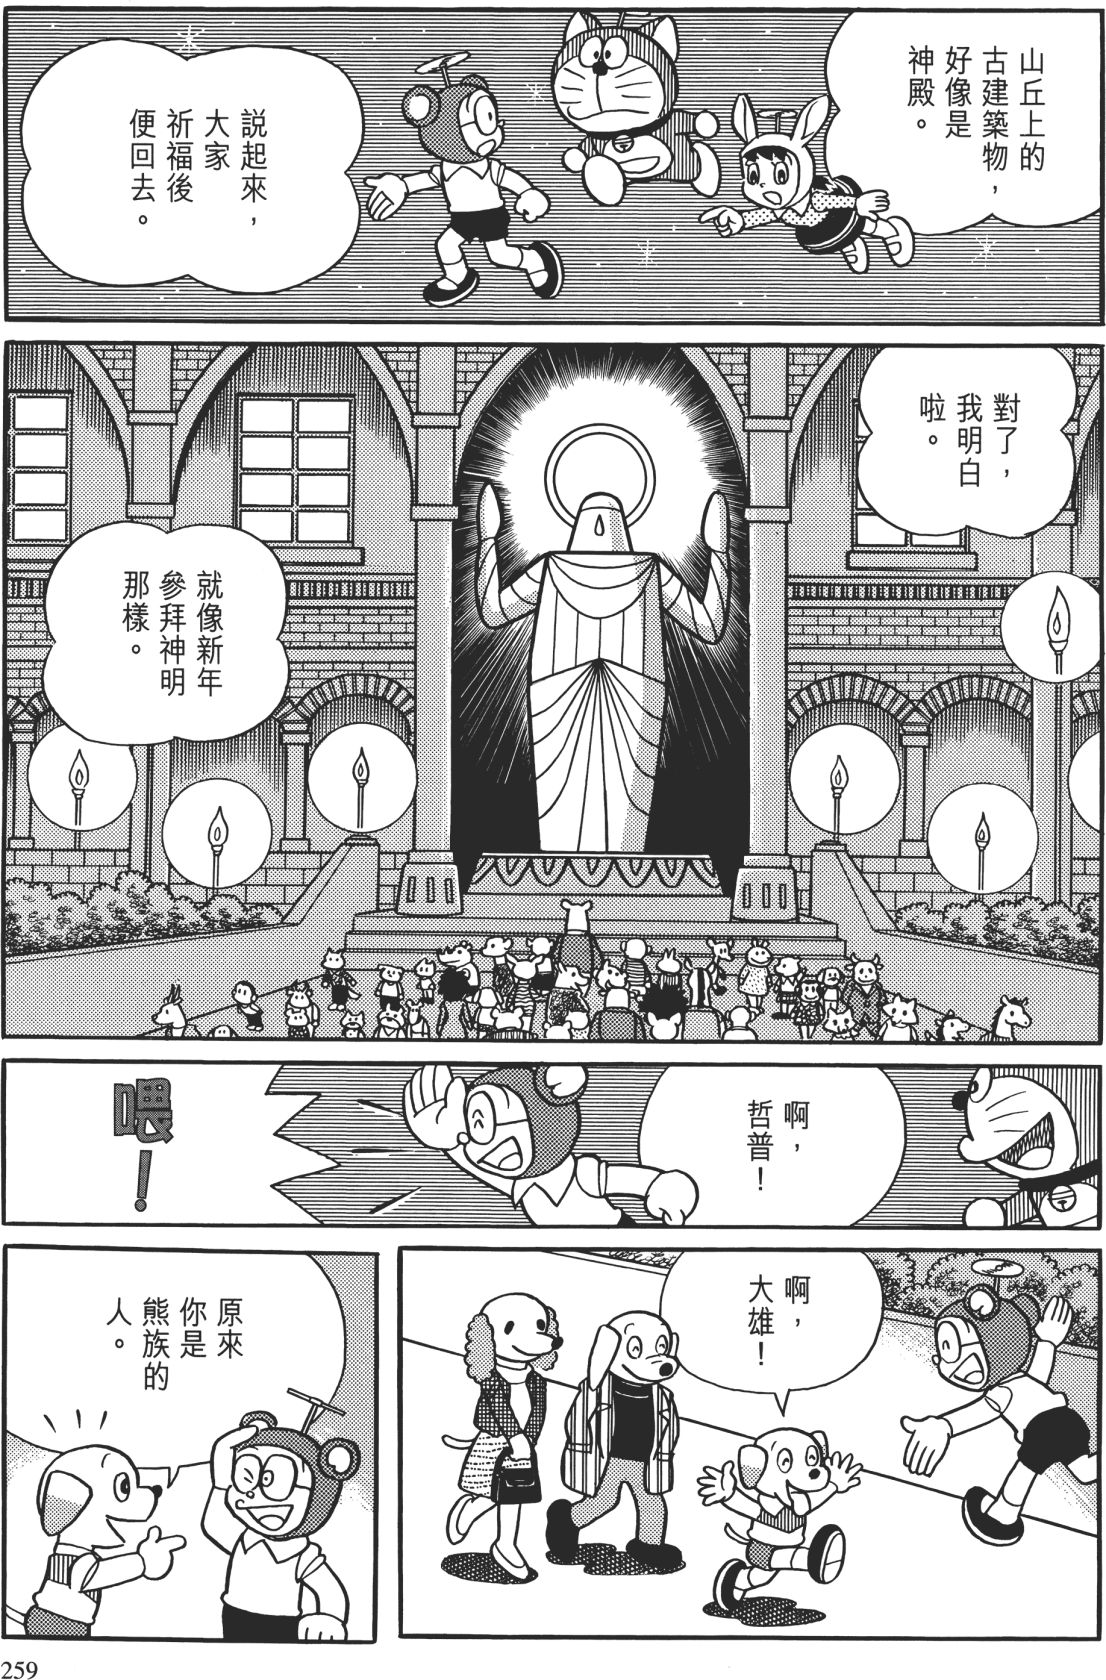 山丘上的
古建築物，
好像是
神殿。
説起來，
大家
祈福後
便回去。
對了，
我明白
啦。
就像新年
參拜神明
那樣。
啊，
哲普！
喂！
啊，
大雄！
原來
你是
熊族的
人。
259